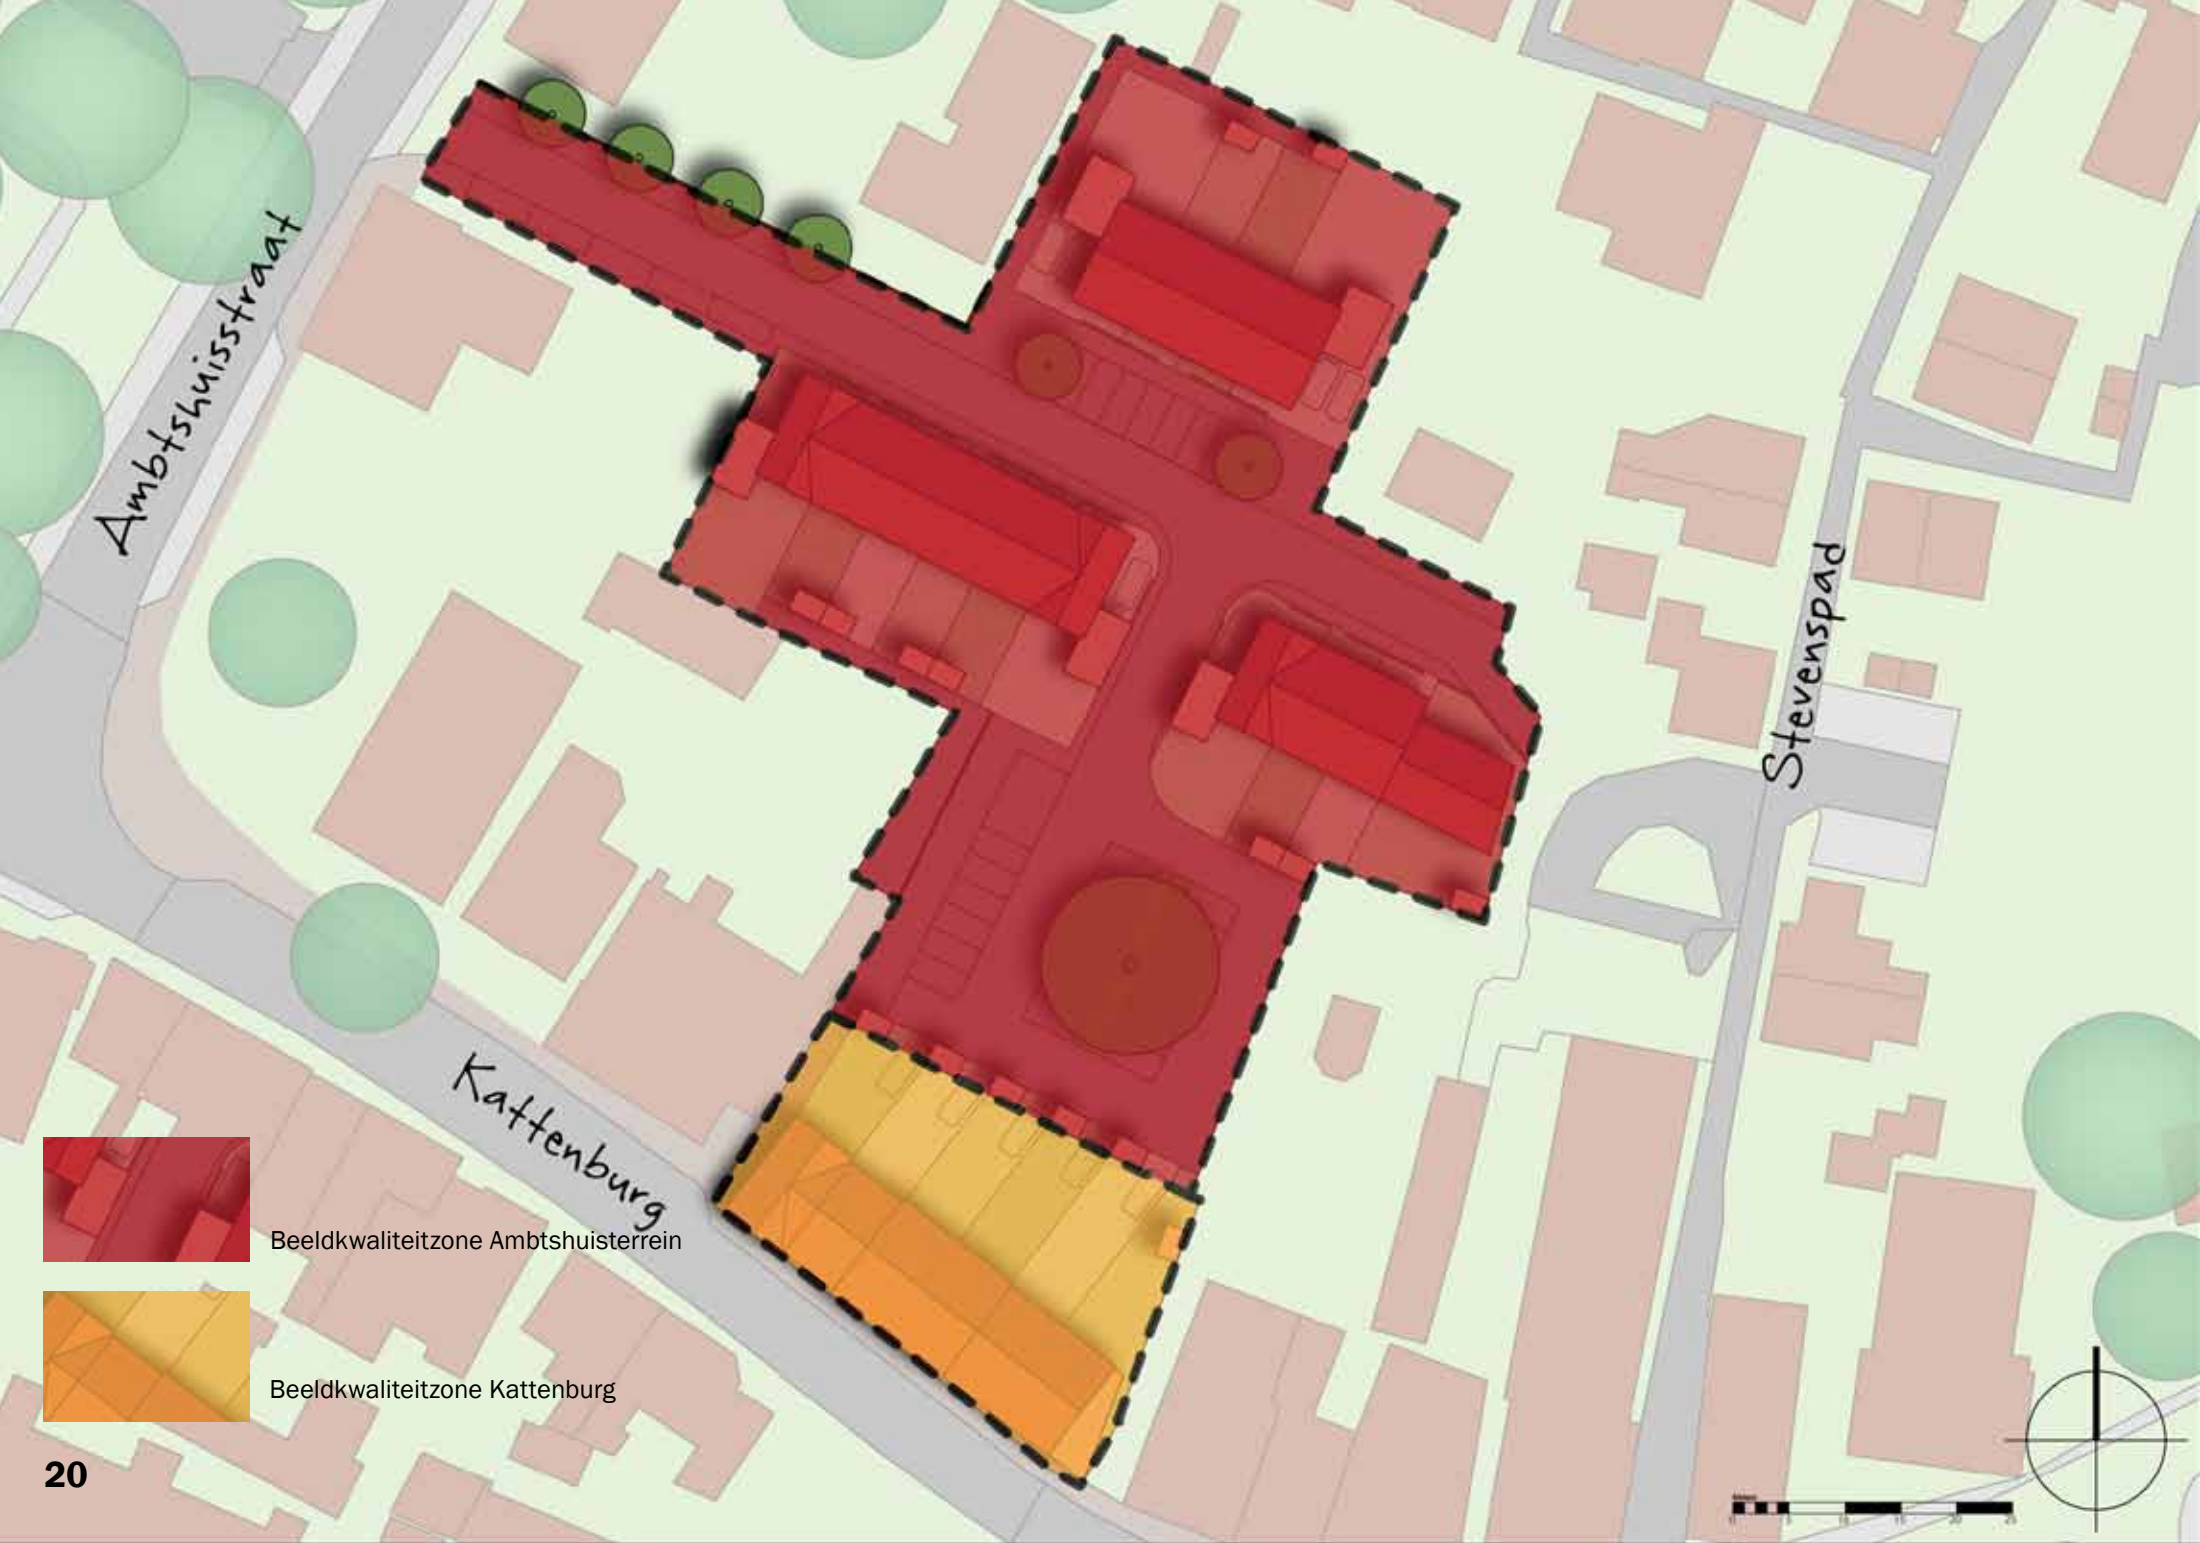 Ambtshuisstraat
Stevenspad
Kattenburg
Beeldkwaliteitzone Ambtshuisterrein
Beeldkwaliteitzone Kattenburg
20